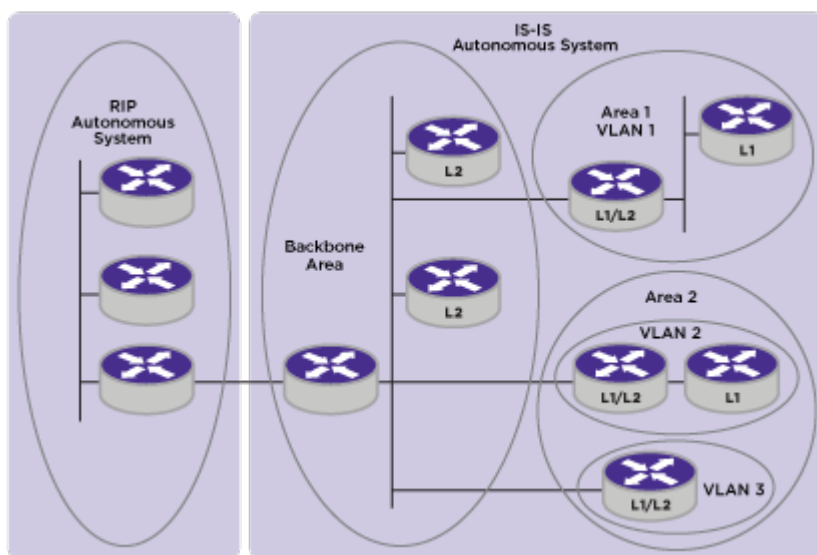 RIP
Autonomous
System
IS-IS
Autonomous System
Backbone
Area
L2
L2
Area 1
VLAN 1
L1/L2
L1
Area 2
VLAN 2
L1/L2
L1
L1/L2
VLAN 3